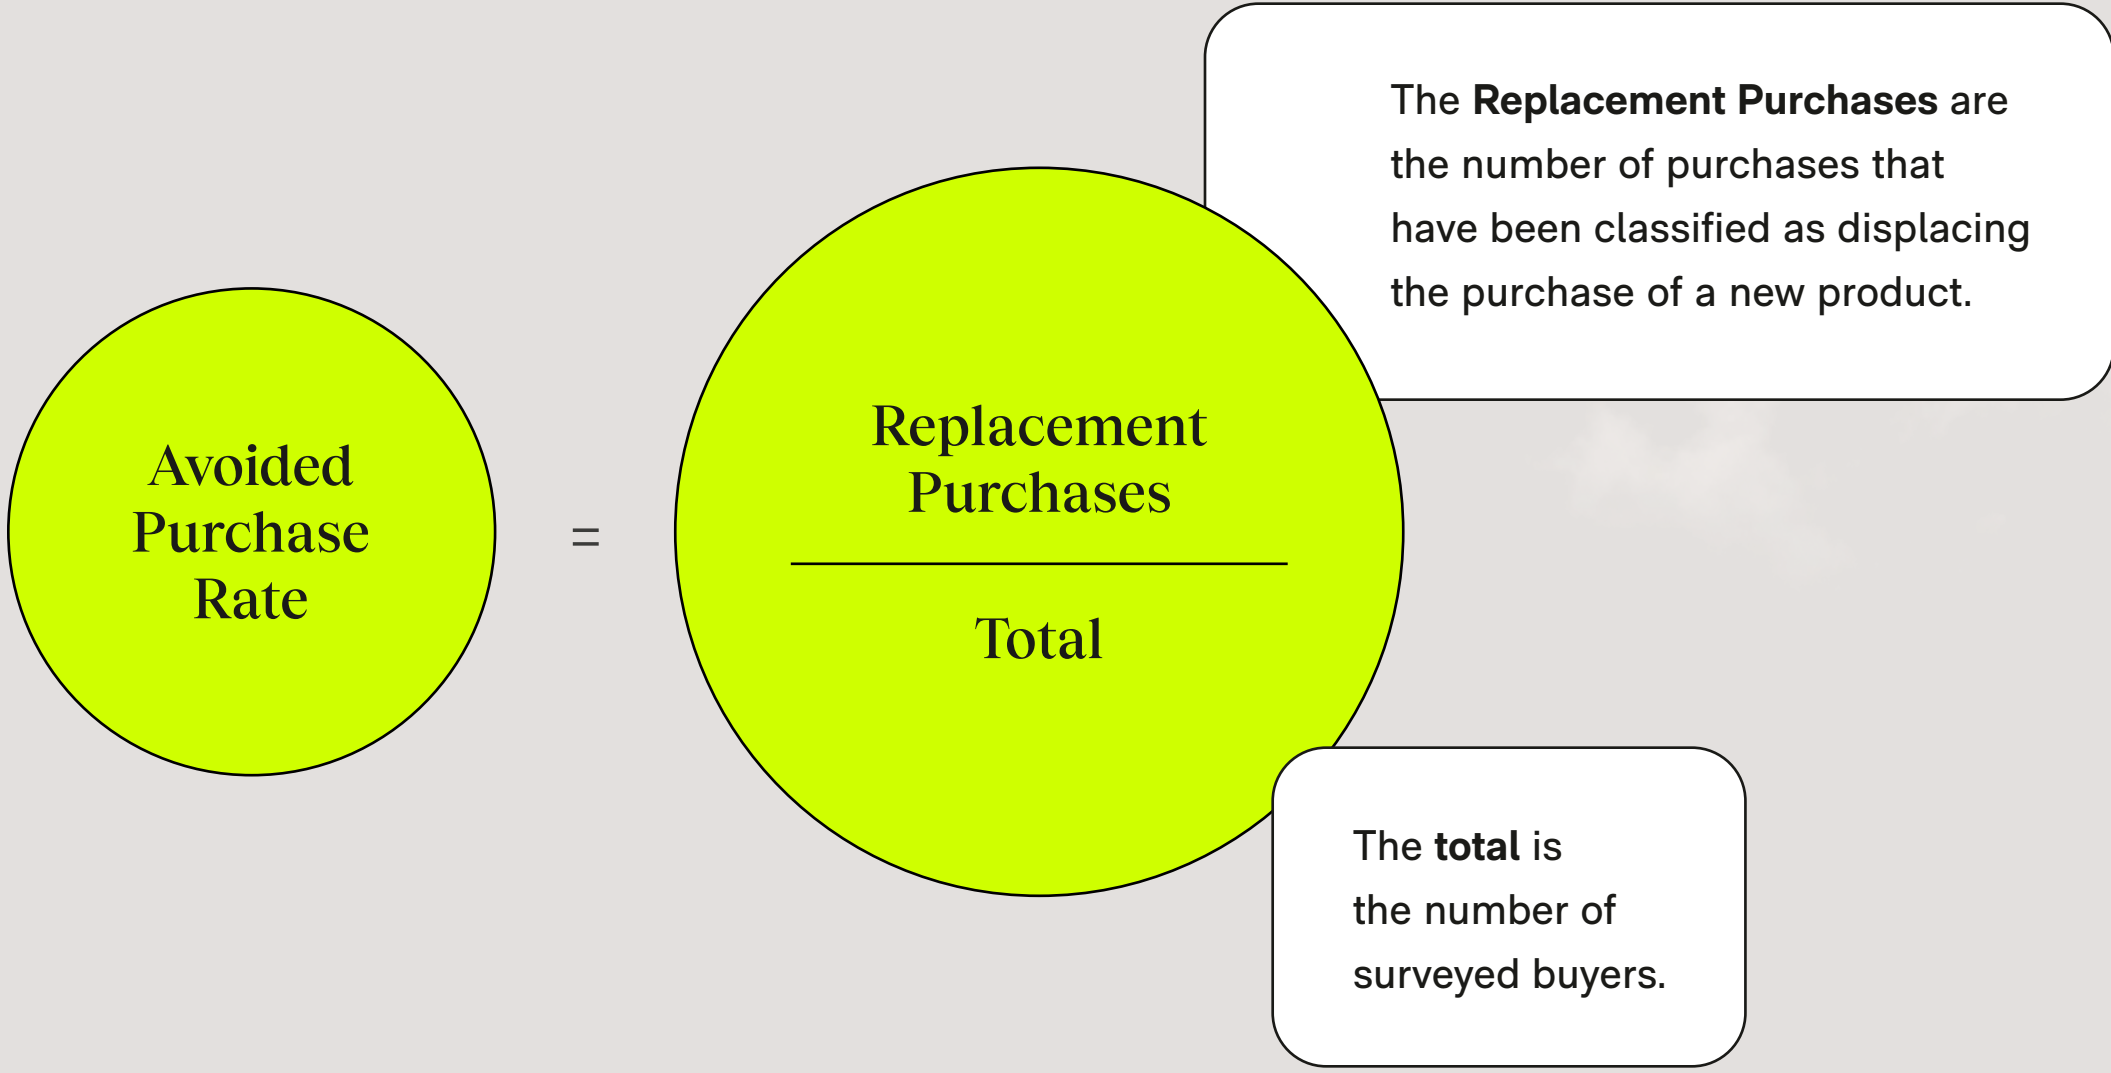 Avoided
Purchase
Rate
=
Replacement
Purchases
Total
The Replacement Purchases are
the number of purchases that
have been classified as displacing
the purchase of a new product.
The total is
the number of
surveyed buyers.